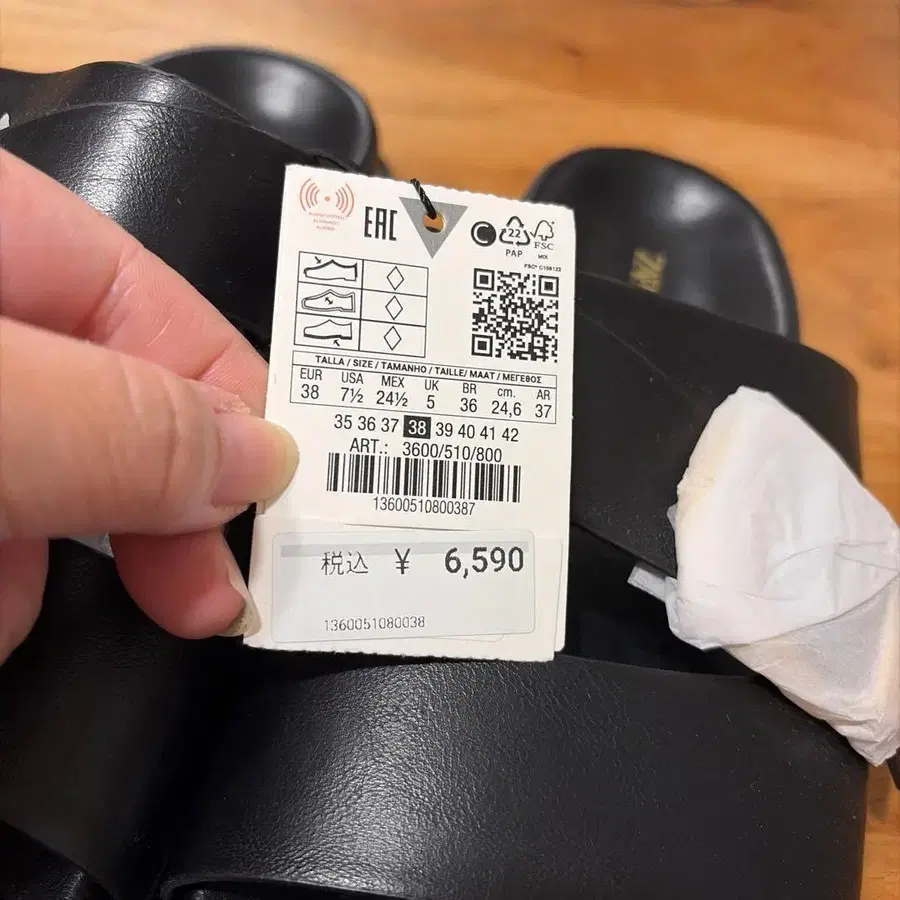 EAC
22
PAP
FSC
MIX
FSC® C158122
TALLA / SIZE / TAMANHO / TAILLE/ MAAT / ΜΕΓΕΘΟΣ
EUR USA MEX UK BR cm. AR
38 7½ 24½ 5 36 24,6 37
35 36 37 38 39 40 41 42
ART.: 3600/510/800
13600510800387
税込 ¥ 6,590
1360051080038